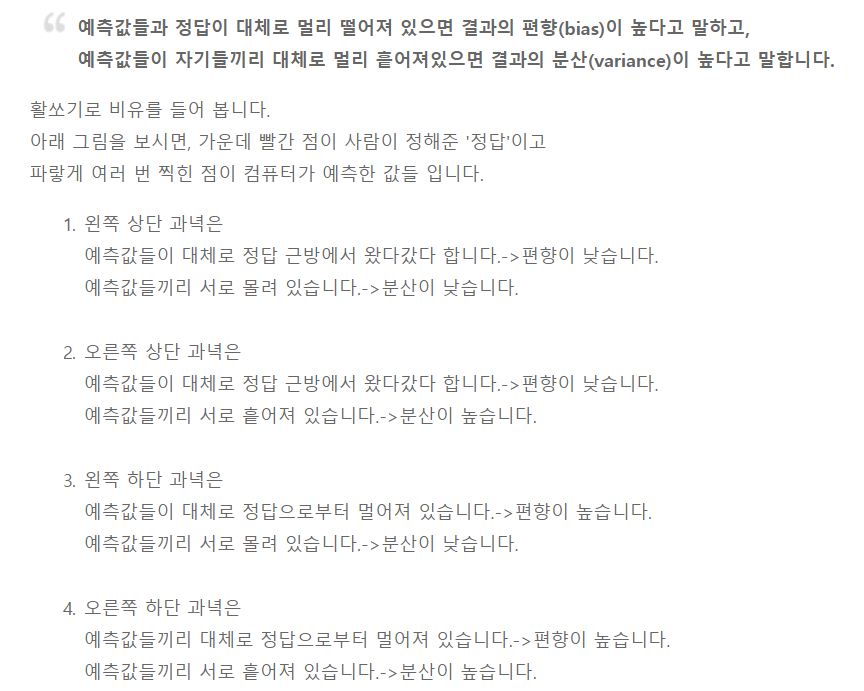 예측값들과 정답이 대체로 멀리 떨어져 있으면 결과의 편향(bias)이 높다고 말하고,
예측값들이 자기들끼리 대체로 멀리 흩어져있으면 결과의 분산(variance)이 높다고 말합니다.
활쏘기로 비유를 들어 봅니다.
아래 그림을 보시면, 가운데 빨간 점이 사람이 정해준 '정답'이고
파랗게 여러 번 찍힌 점이 컴퓨터가 예측한 값들 입니다.
1. 왼쪽 상단 과녁은
예측값들이 대체로 정답 근방에서 왔다갔다 합니다.->편향이 낮습니다.
예측값들끼리 서로 몰려 있습니다.->분산이 낮습니다.
2. 오른쪽 상단 과녁은
예측값들이 대체로 정답 근방에서 왔다갔다 합니다.->편향이 낮습니다.
예측값들끼리 서로 흩어져 있습니다.->분산이 높습니다.
3. 왼쪽 하단 과녁은
예측값들이 대체로 정답으로부터 멀어져 있습니다.->편향이 높습니다.
예측값들끼리 서로 몰려 있습니다.->분산이 낮습니다.
4. 오른쪽 하단 과녁은
예측값들끼리 대체로 정답으로부터 멀어져 있습니다.->편향이 높습니다.
예측값들끼리 서로 흩어져 있습니다.->분산이 높습니다.